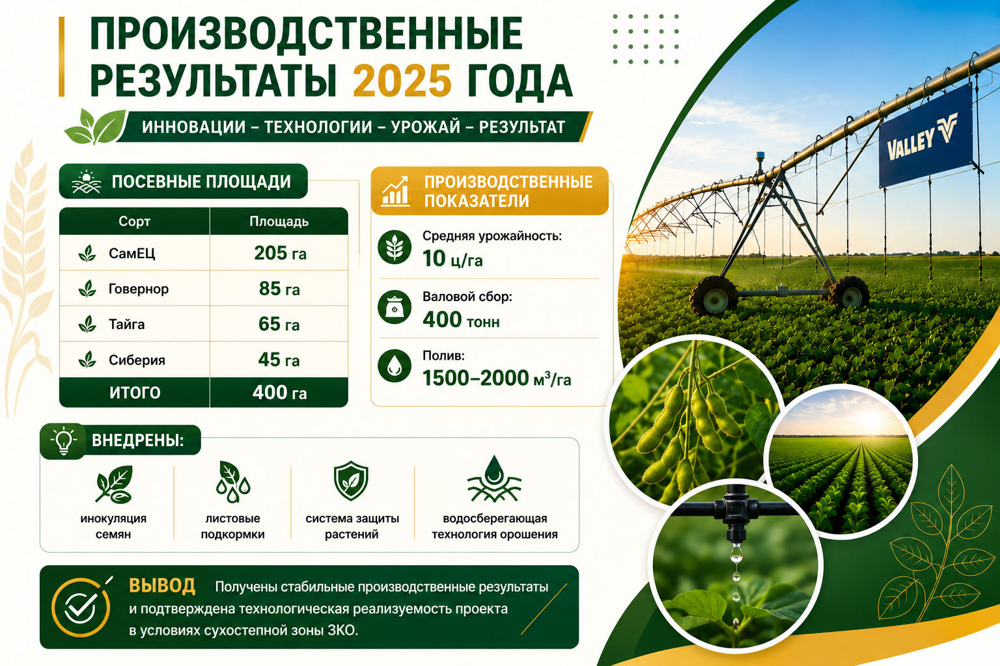 ПРОИЗВОДСТВЕННЫЕ
РЕЗУЛЬТАТЫ 2025 ГОДА
ИННОВАЦИИ – ТЕХНОЛОГИИ – УРОЖАЙ – РЕЗУЛЬТАТ
ПОСЕВНЫЕ ПЛОЩАДИ
Сорт Площадь
СамЕЦ 205 га
Говернор 85 га
Тайга 65 га
Сиберия 45 га
ИТОГО 400 га
ПРОИЗВОДСТВЕННЫЕ
ПОКАЗАТЕЛИ
Средняя урожайность:
10 ц/га
Валовой сбор:
400 тонн
Полив:
1500–2000 м³/га
VALLEY
ВНЕДРЕНЫ:
инокуляция
семян
листовые
подкормки
система защиты
растений
водосберегающая
технология орошения
ВЫВОД Получены стабильные производственные результаты
и подтверждена технологическая реализуемость проекта
в условиях сухостепной зоны ЗКО.